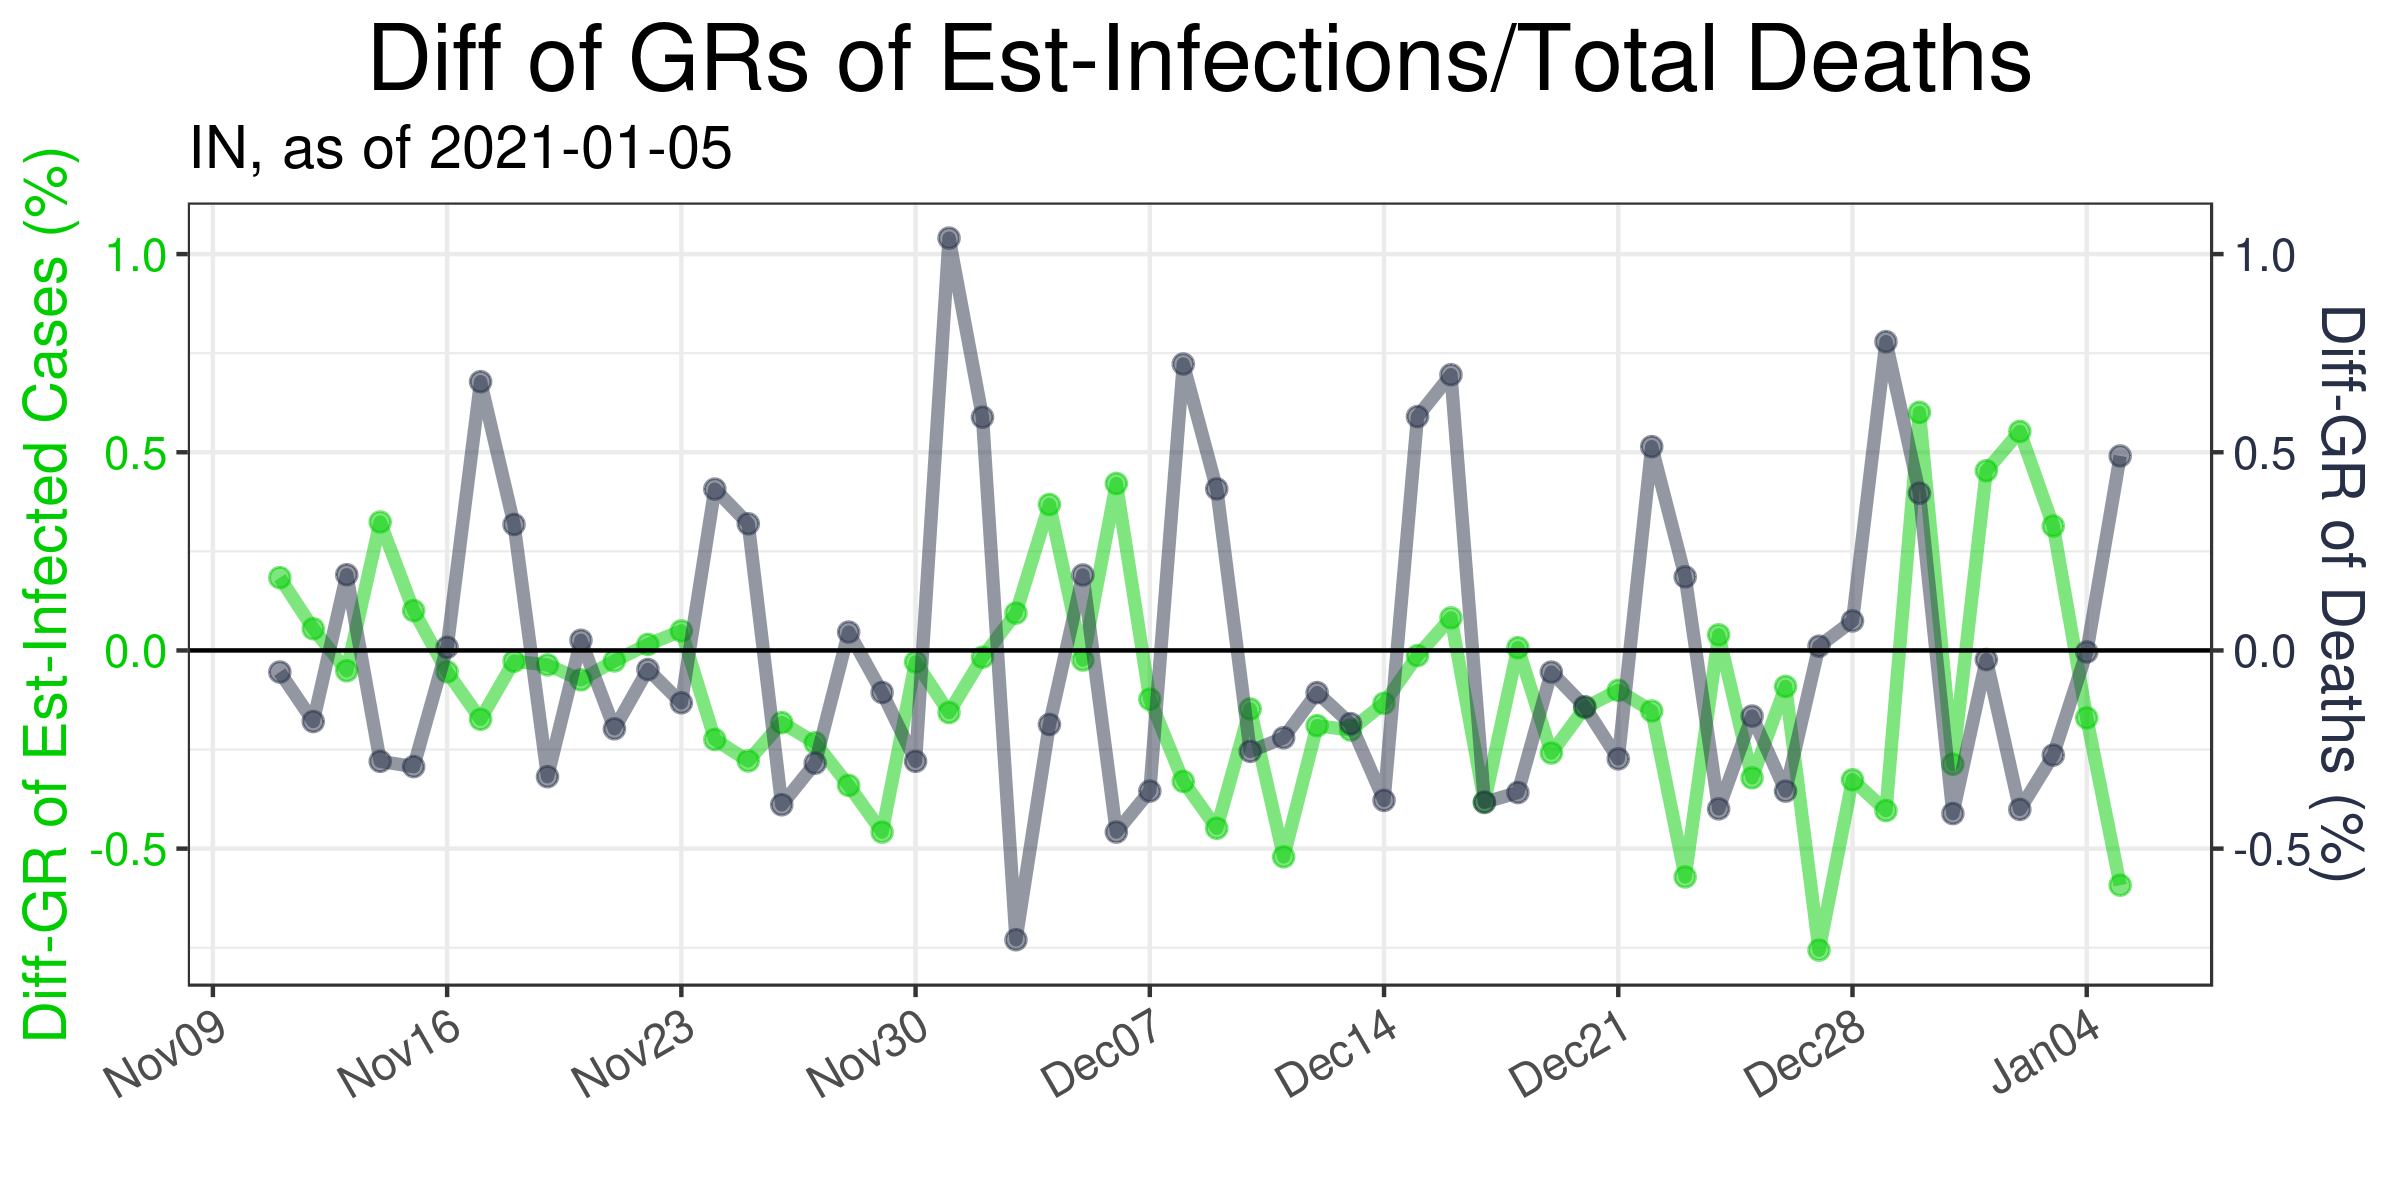 Diff of GRs of Est-Infections/Total Deaths
IN, as of 2021-01-05
Diff-GR of Est-Infected Cases (%)
1.0
0.5
0.0
-0.5
1.0
0.5
0.0
-0.5
Diff-GR of Deaths (%)
Nov09
Nov16
Nov23
Nov30
Dec07
Dec14
Dec21
Dec28
Jan04